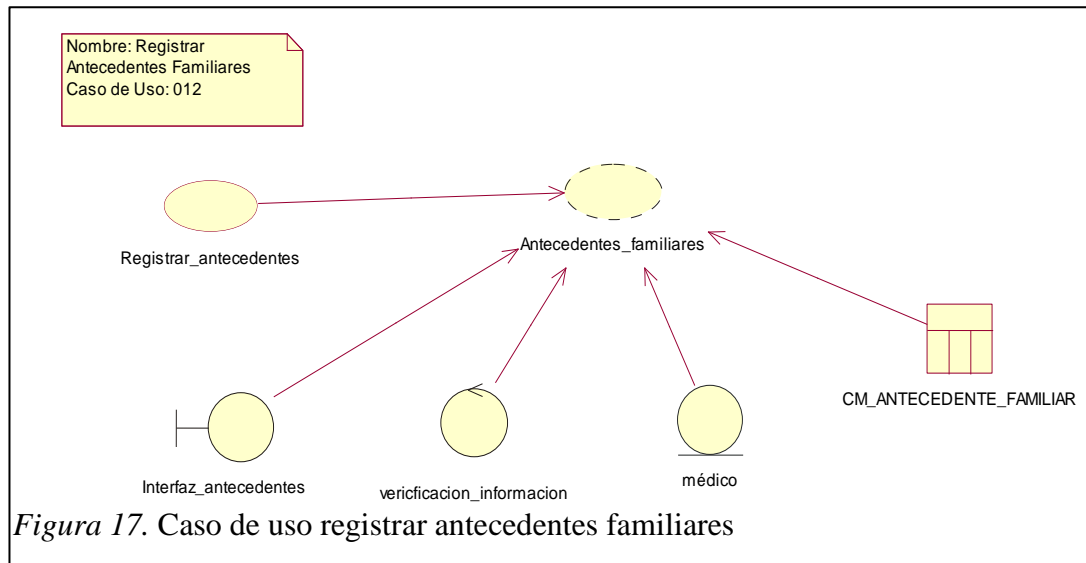 Nombre: Registrar
Antecedentes Familiares
Caso de Uso: 012
Registrar_antecedentes
Antecedentes_familiares
CM_ANTECEDENTE_FAMILIAR
Interfaz_antecedentes
vericficacion_informacion
médico
Figura 17. Caso de uso registrar antecedentes familiares